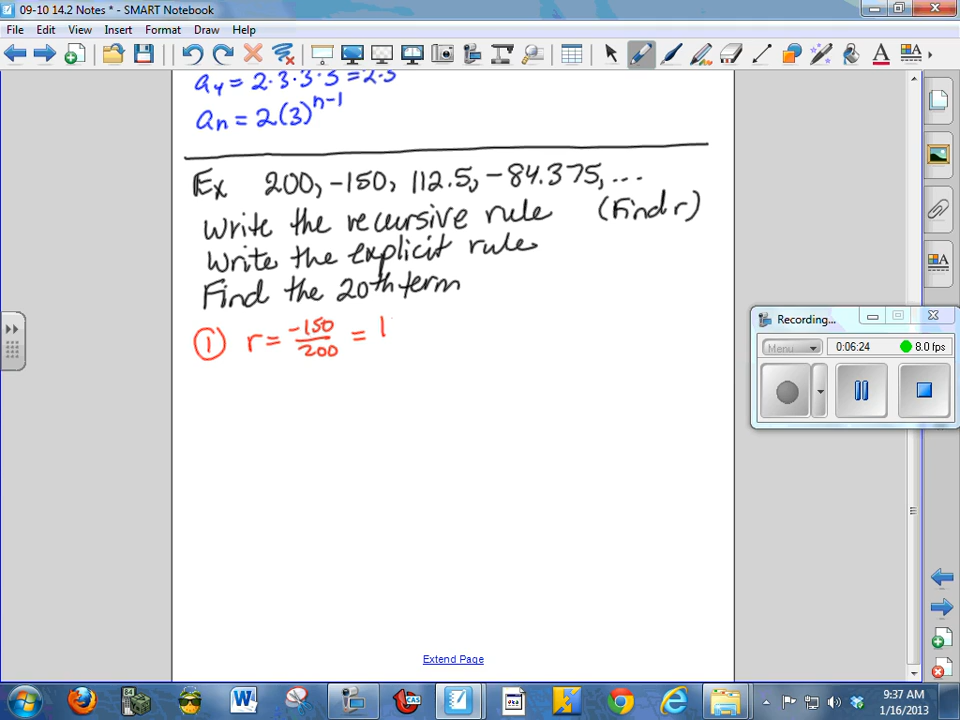 09-10 14.2 Notes * - SMART Notebook
File Edit View Insert Format Draw Help
a₄ = 2·3·3·3 = 2·3
aₙ = 2(3)ⁿ⁻¹
Ex 200, -150, 112.5, -84.375, ...
Write the recursive rule (Find r)
Write the explicit rule
Find the 20th term
① r = -150/200 = 1
Recording...
Menu 0:06:24 8.0 fps
Extend Page
84 CAS
9:37 AM
1/16/2013